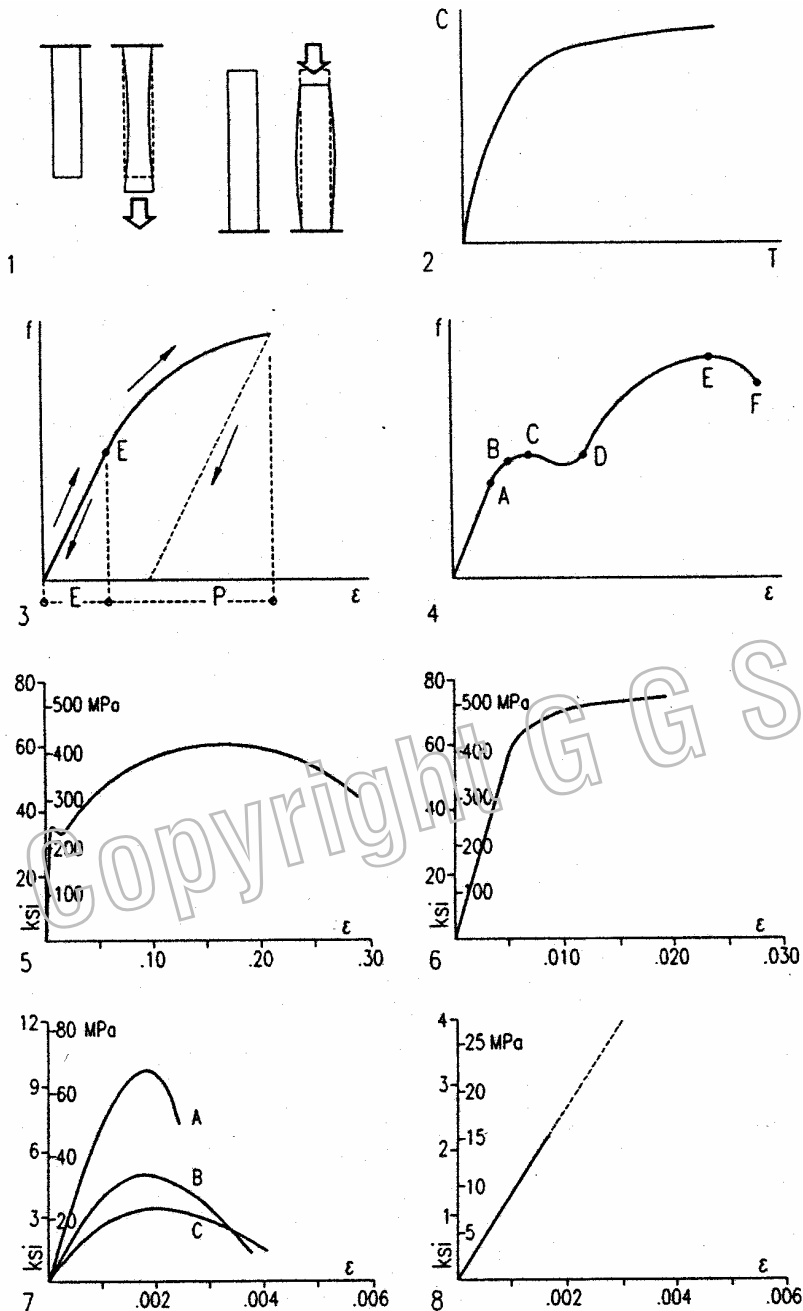 C
1
2
T
f
E
3
E
P
ε
f
B
C
A
D
E
F
4
ε
80
500 MPa
60
400
300
40
200
20
100
ksi
5
.10
.20
.30
ε
80
500 MPa
60
400
300
40
200
20
100
ksi
6
.010
.020
.030
ε
Copyright G G S
12
80 MPa
9
60
6
40
3
20
ksi
A
B
C
7
.002
.004
.006
ε
4
25 MPa
3
20
15
2
10
1
5
ksi
8
.002
.004
.006
ε